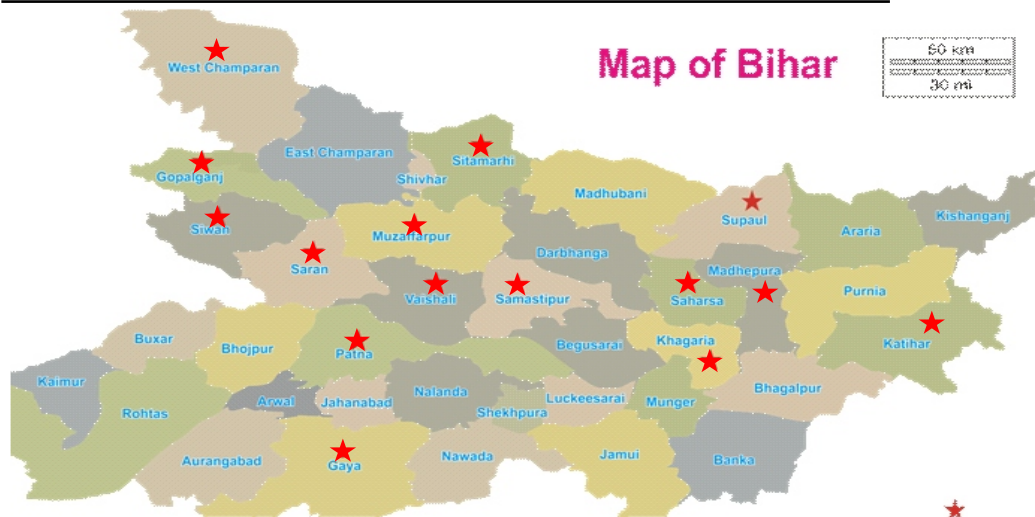 Map of Bihar
50 km
30 mi
West Champaran
East Champaran
Sitamarhi
Gopalganj
Shivhar
Madhubani
Supaul
Kishanganj
Siwan
Muzaffarpur
Araria
Darbhanga
Saran
Madhepura
Vaishali
Samastipur
Saharsa
Purnia
Buxar
Bhojpur
Patna
Begusarai
Khagaria
Katihar
Kaimur
Arwal
Jahanabad
Nalanda
Luckeesarai
Munger
Bhagalpur
Rohtas
Shekhpura
Aurangabad
Gaya
Nawada
Jamui
Banka